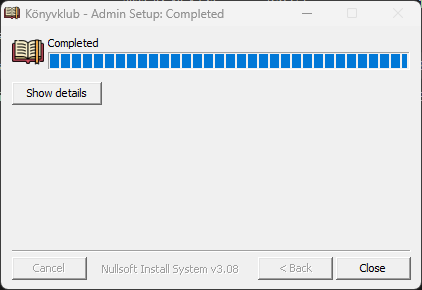 Könyvklub - Admin Setup: Completed
Completed
Show details
Cancel
Nullsoft Install System v3.08
< Back
Close